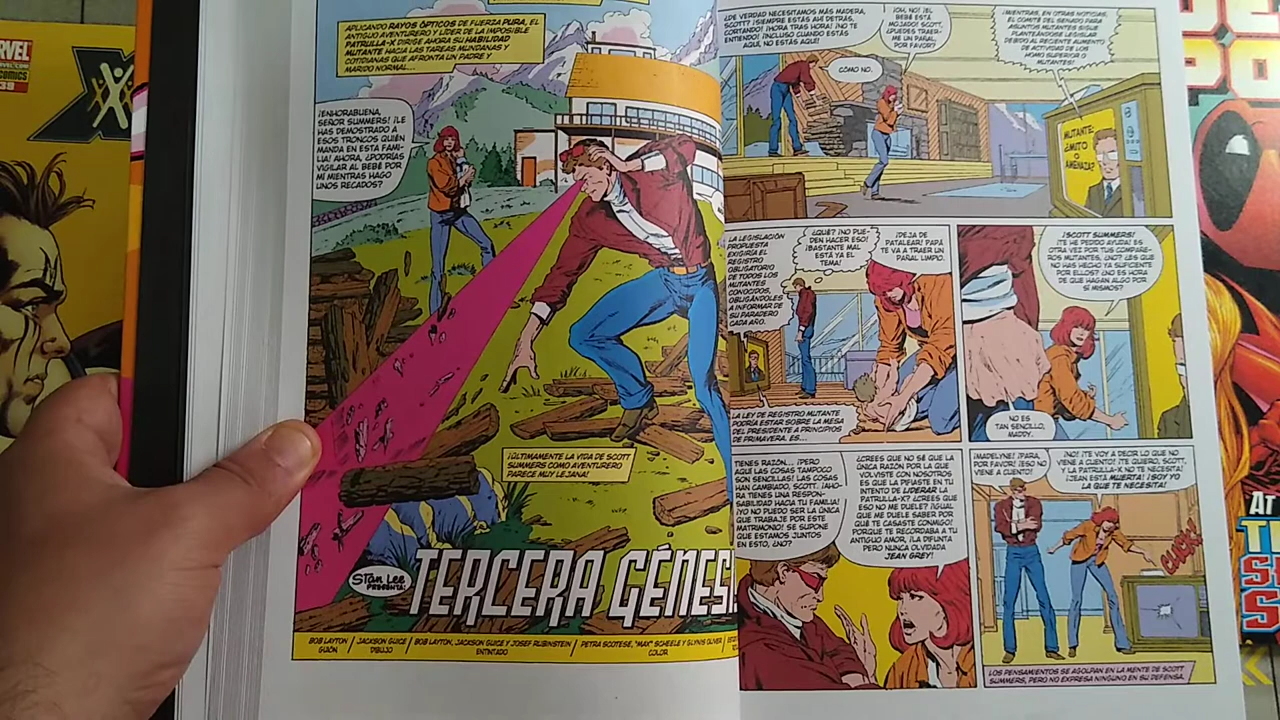 MARVEL
COMICS
39
X
APLICANDO RAYOS ÓPTICOS DE FUERZA PURA, EL
ANTIGUO AVENTURERO Y LÍDER DE LA IMPOSIBLE
PATRULLA-X DIRIGE AHORA SU HABILIDAD
MUTANTE HACIA LAS TAREAS MUNDANAS Y
COTIDIANAS QUE AFRONTA UN PADRE Y
MARIDO NORMAL...
¡ENHORABUENA,
SEÑOR SUMMERS! ¡LE
HAS DEMOSTRADO A
ESOS TRONCOS QUIÉN
MANDA EN ESTA FAMI-
LIA! AHORA, ¿PODRÍAS
VIGILAR AL BEBÉ POR
MÍ MIENTRAS HAGO
UNOS RECADOS?
¡ÚLTIMAMENTE LA VIDA DE SCOTT
SUMMERS COMO AVENTURERO
PARECE MUY LEJANA!
STAN LEE
PRESENTA:
TERCERA GÉNESI
BOB LAYTON
GUIÓN
JACKSON GUICE
DIBUJO
BOB LAYTON, JACKSON GUICE Y JOSEF RUBINSTEIN
ENTINTADO
PETRA SCOTESE, "MAX" SCHEELE Y GLYNIS OLIVER
COLOR
¿DE VERDAD NECESITAMOS MÁS MADERA,
SCOTT? ¡SIEMPRE ESTÁS AHÍ DETRÁS,
CORTANDO! ¡HORA TRAS HORA! ¡NO TE
ENTIENDO! ¡INCLUSO CUANDO ESTÁS
AQUÍ, NO ESTÁS AQUÍ!
¡OH, NO! ¡EL
BEBÉ ESTÁ
MOJADO! SCOTT,
¿PUEDES TRAER-
ME UN PAÑAL,
POR FAVOR?
CÓMO NO.
¡MIENTRAS, EN OTRAS NOTICIAS,
EL COMITÉ DEL SENADO PARA
ASUNTOS MUTANTES SIGUE
PLANTEÁNDOSE LEGISLAR
DEBIDO AL RECIENTE AUMENTO
DE ACTIVIDAD DE LOS
HOMO SUPERIOR O
MUTANTES!
MUTANTE:
¿MITO
O
AMENAZA?
LA LEGISLACIÓN
PROPUESTA
EXIGIRÍA EL
REGISTRO
OBLIGATORIO
DE TODOS LOS
MUTANTES
CONOCIDOS,
OBLIGÁNDOLES
A INFORMAR DE
SU PARADERO
CADA AÑO.
¿QUÉ? ¡NO PUE-
DEN HACER ESO!
¡BASTANTE MAL
ESTÁ YA EL
TEMA!
¡DEJA DE
PATALEAR! PAPÁ
TE VA A TRAER UN
PAÑAL LIMPIO.
LA LEY DE REGISTRO MUTANTE
PODRÍA ESTAR SOBRE LA MESA
DEL PRESIDENTE A PRINCIPIOS
DE PRIMAVERA. ES...
¡SCOTT SUMMERS!
¡TE HE PEDIDO AYUDA! ES
OTRA VEZ POR TUS COMPAÑE-
ROS MUTANTES, ¿NO? ¿ES QUE
NO HAS HECHO YA SUFICIENTE
POR ELLOS? ¿NO ES HORA
DE QUE HAGAN ALGO POR
SÍ MISMOS?
NO ES
TAN SENCILLO,
MADDY.
TIENES RAZÓN... ¡PERO
AQUÍ LAS COSAS TAMPOCO
SON SENCILLAS! LAS COSAS
HAN CAMBIADO, SCOTT. ¡AHO-
RA TIENES UNA RESPON-
SABILIDAD HACIA TU FAMILIA!
¡YO NO PUEDO SER LA ÚNICA
QUE TRABAJE POR ESTE
MATRIMONIO! SE SUPONE
QUE ESTAMOS JUNTOS
EN ESTO, ¿NO?
¿CREES QUE NO SÉ QUE LA
ÚNICA RAZÓN POR LA QUE
VOLVISTE CON NOSOTROS
ES QUE LA PIFIASTE EN TU
INTENTO DE LIDERAR LA
PATRULLA-X? ¿CREES QUE
ESO NO ME DUELE? ¡IGUAL
QUE ME DUELE SABER POR
QUÉ TE CASASTE CONMIGO!
PORQUE TE RECORDABA A TU
ANTIGUO AMOR, ¡LA DIFUNTA
PERO NUNCA OLVIDADA
JEAN GREY!
¡MADELYNE! ¡PARA,
POR FAVOR! ¡ESO NO
VIENE A CUENTO!
¡NO! ¡TE VOY A DECIR LO QUE NO
VIENE A CUENTO! ¡TE QUIERO, SCOTT,
Y LA PATRULLA-X NO TE NECESITA!
¡JEAN ESTÁ MUERTA! ¡SOY YO
LA QUE TE NECESITA!
CLICK!
LOS PENSAMIENTOS SE AGOLPAN EN LA MENTE DE SCOTT
SUMMERS, PERO NO EXPRESA NINGUNO EN SU DEFENSA.
AT